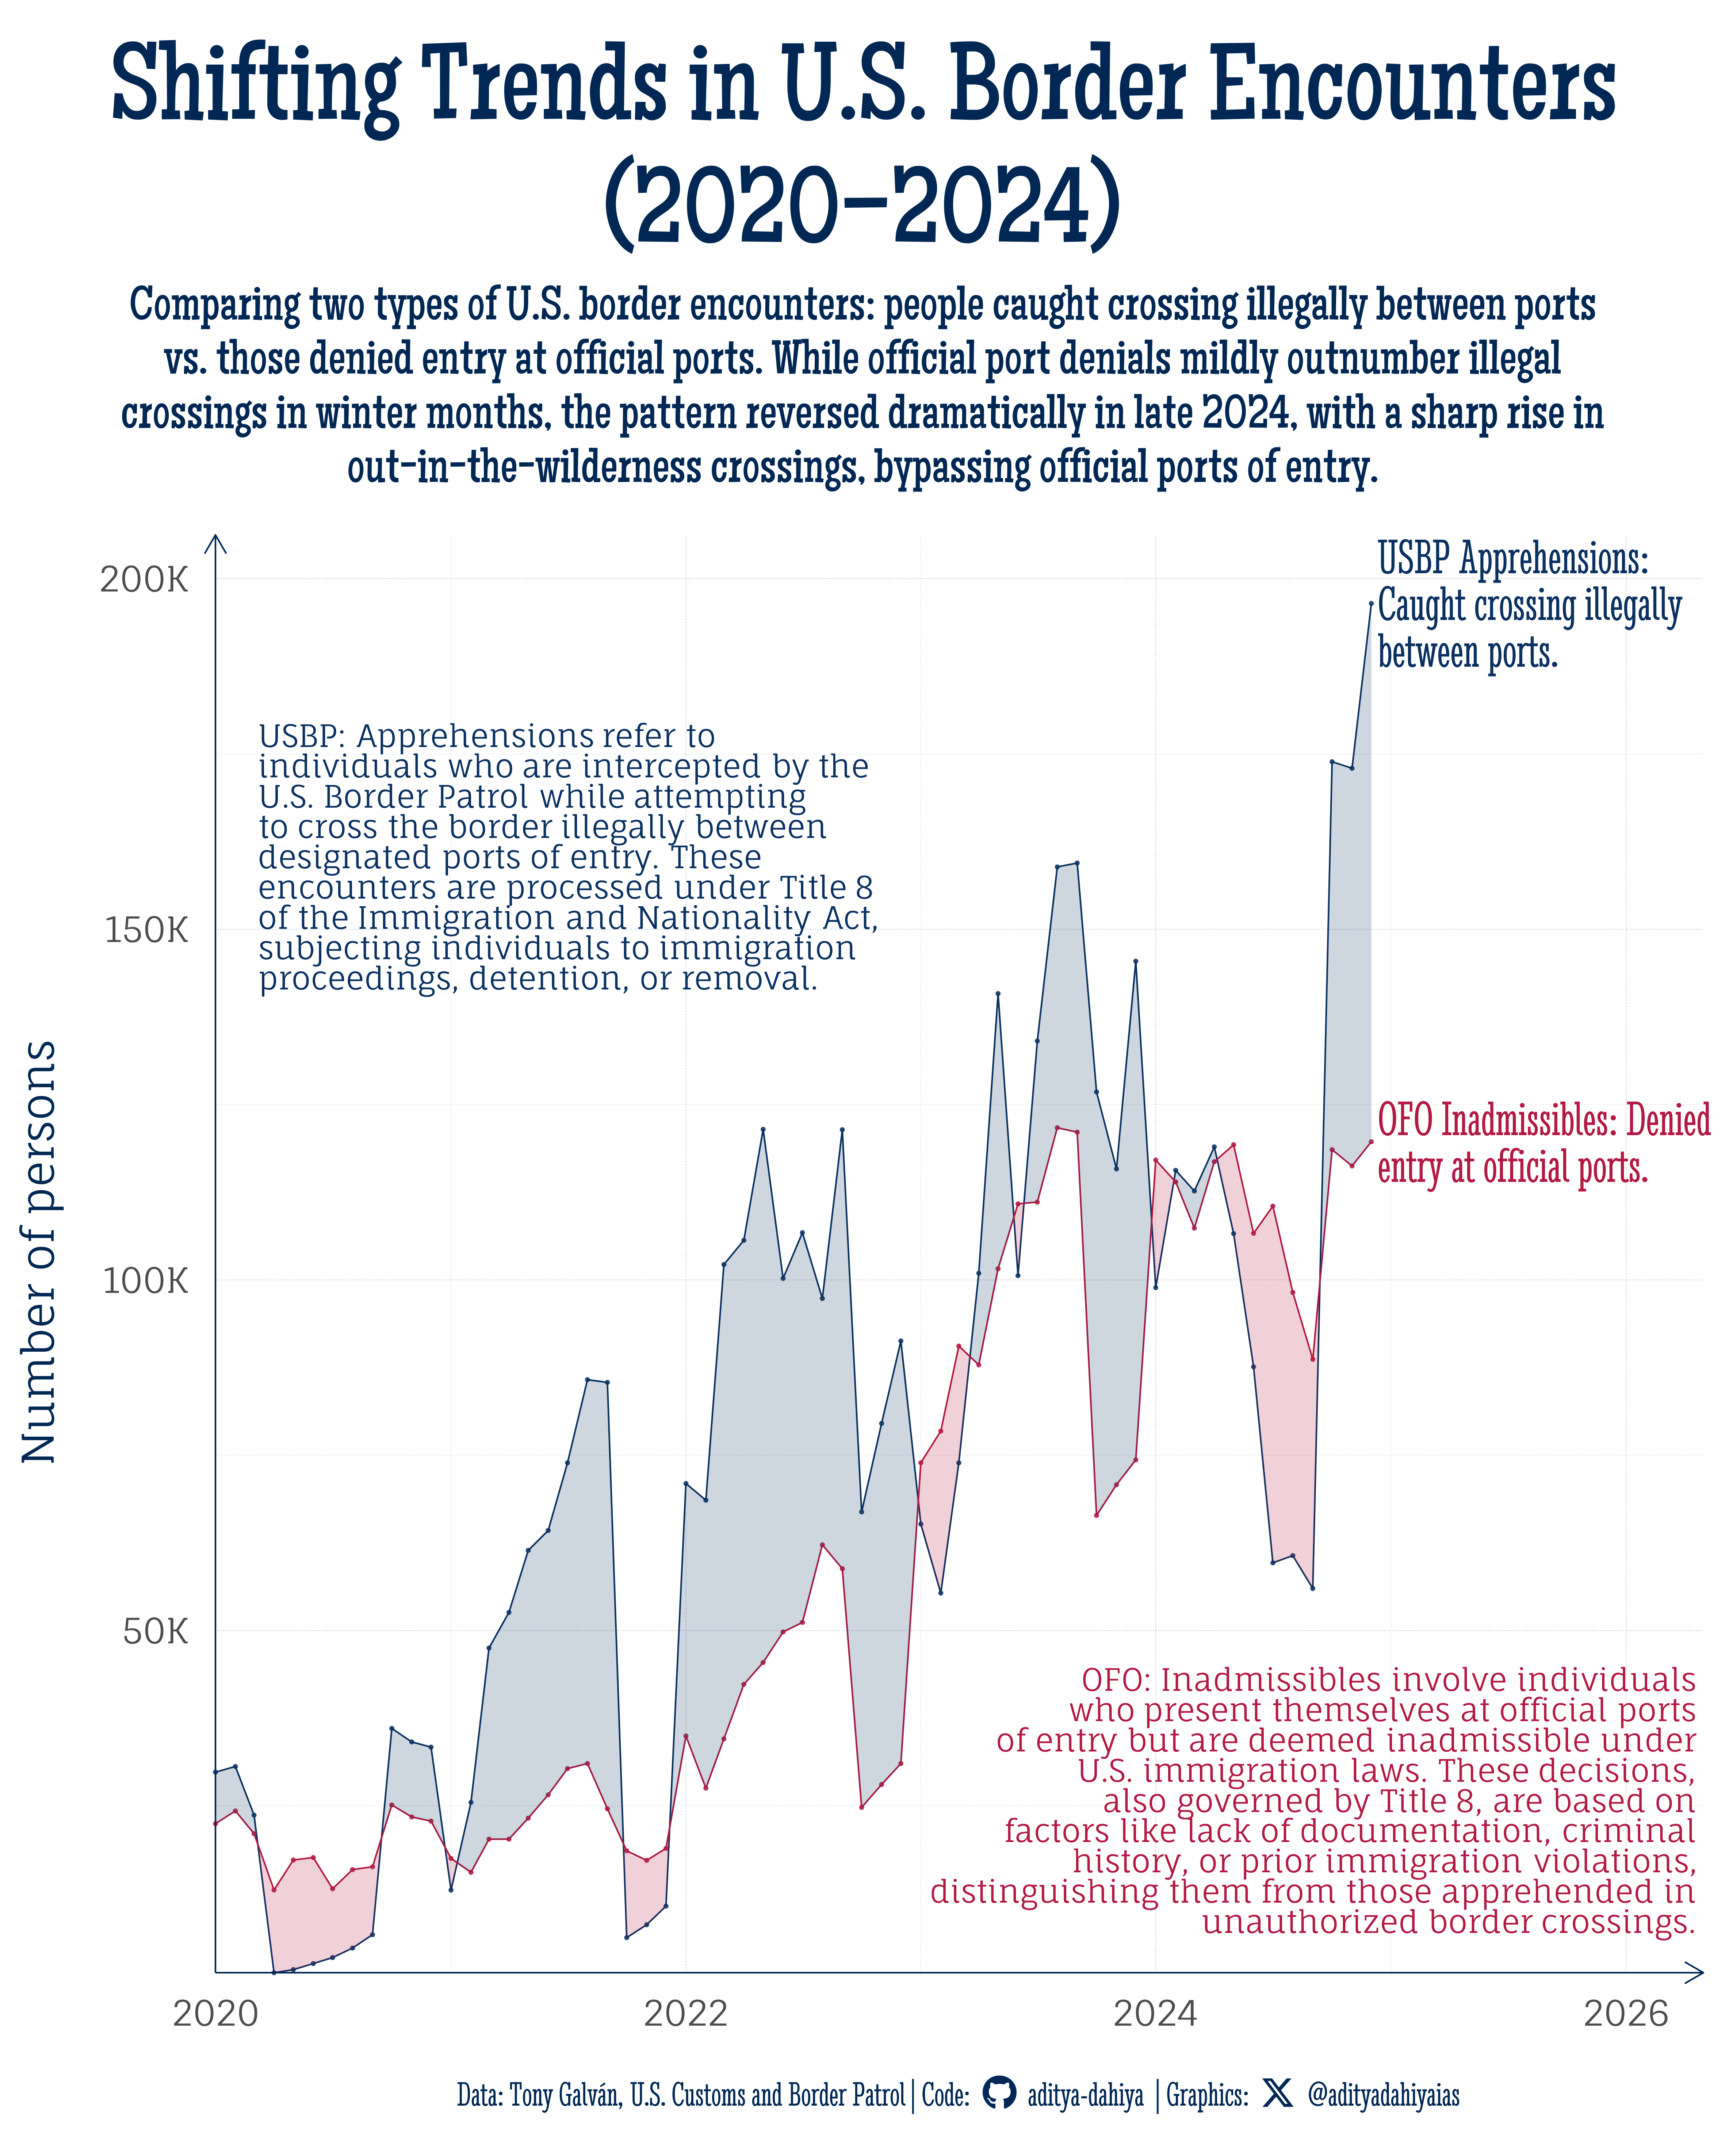 Shifting Trends in U.S. Border Encounters
(2020–2024)
Comparing two types of U.S. border encounters: people caught crossing illegally between ports
vs. those denied entry at official ports. While official port denials mildly outnumber illegal
crossings in winter months, the pattern reversed dramatically in late 2024, with a sharp rise in
out-in-the-wilderness crossings, bypassing official ports of entry.
USBP Apprehensions:
Caught crossing illegally
between ports.
200K
USBP: Apprehensions refer to
individuals who are intercepted by the
U.S. Border Patrol while attempting
to cross the border illegally between
designated ports of entry. These
encounters are processed under Title 8
of the Immigration and Nationality Act,
subjecting individuals to immigration
proceedings, detention, or removal.
150K
Number of persons
OFO Inadmissibles: Denied
entry at official ports.
100K
50K
OFO: Inadmissibles involve individuals
who present themselves at official ports
of entry but are deemed inadmissible under
U.S. immigration laws. These decisions,
also governed by Title 8, are based on
factors like lack of documentation, criminal
history, or prior immigration violations,
distinguishing them from those apprehended in
unauthorized border crossings.
2020 2022 2024 2026
Data: Tony Galván, U.S. Customs and Border Patrol | Code: aditya-dahiya | Graphics: @adityadahiyaias